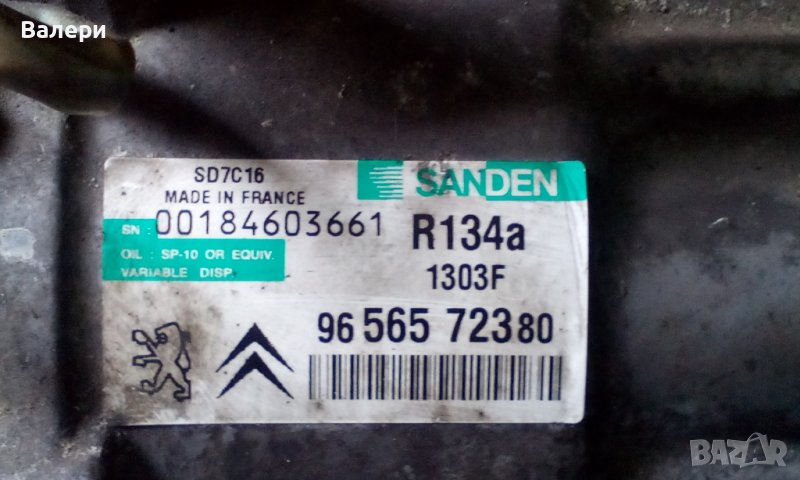 Валери
SD7C16
SANDEN
MADE IN FRANCE
SN : 00184603661
R134a
OIL : SP-10 OR EQUIV.
VARIABLE DISP.
1303F
96 565 723 80
BAZAR